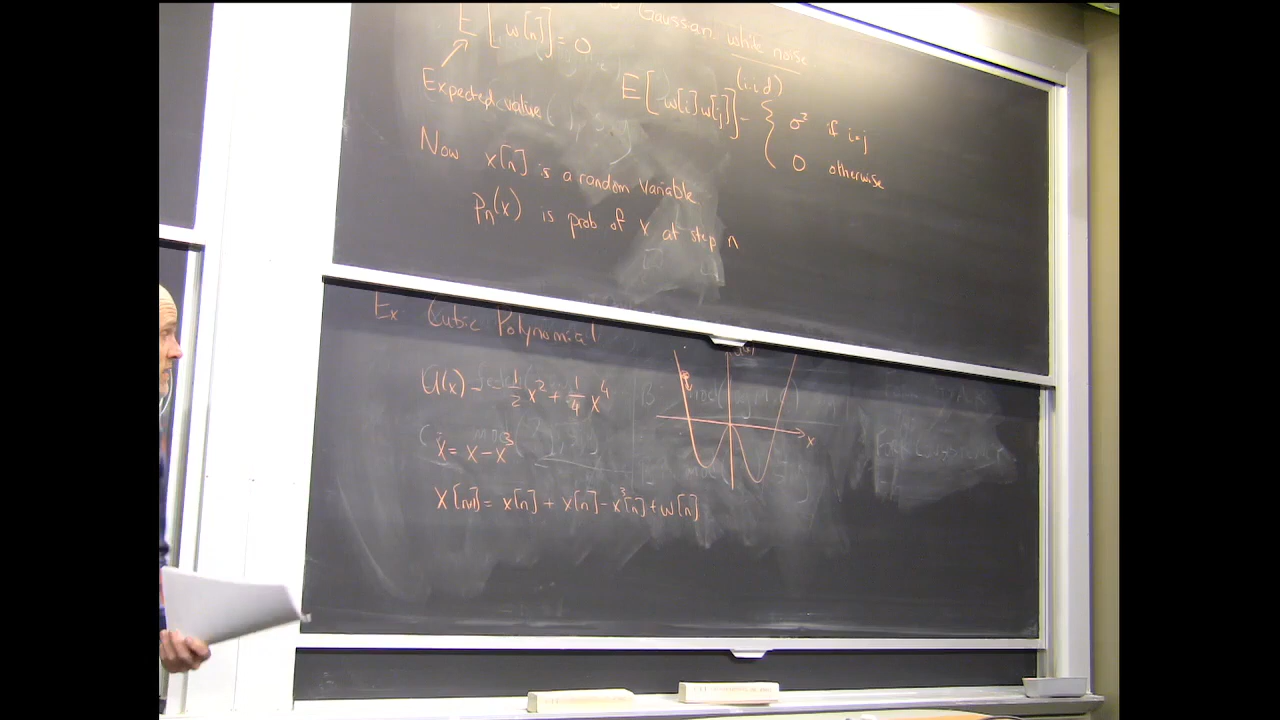 Gaussian white noise
E[w[n]] = 0
(i.i.d)
Expected value
E[w[i]w[j]] = { σ² if i=j
0 otherwise
Now x[n] is a random variable
Pn(x) is prob of x at step n
Ex Cubic Polynomial
U(x) = -1/2 x² + 1/4 x⁴
ẋ = x - x³
x
x[n+1] = x[n] + x[n] - x³[n] + w[n]